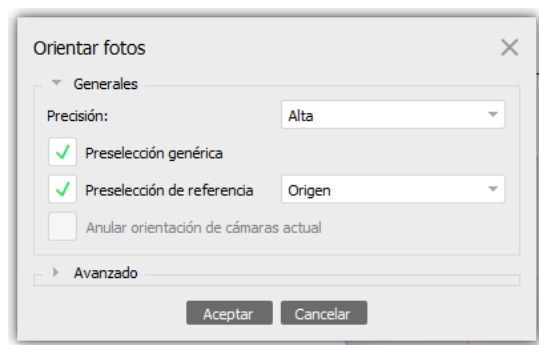 Orientar fotos
Generales
Precisión: Alta
Preselección genérica
Preselección de referencia Origen
Anular orientación de cámaras actual
Avanzado
Aceptar Cancelar